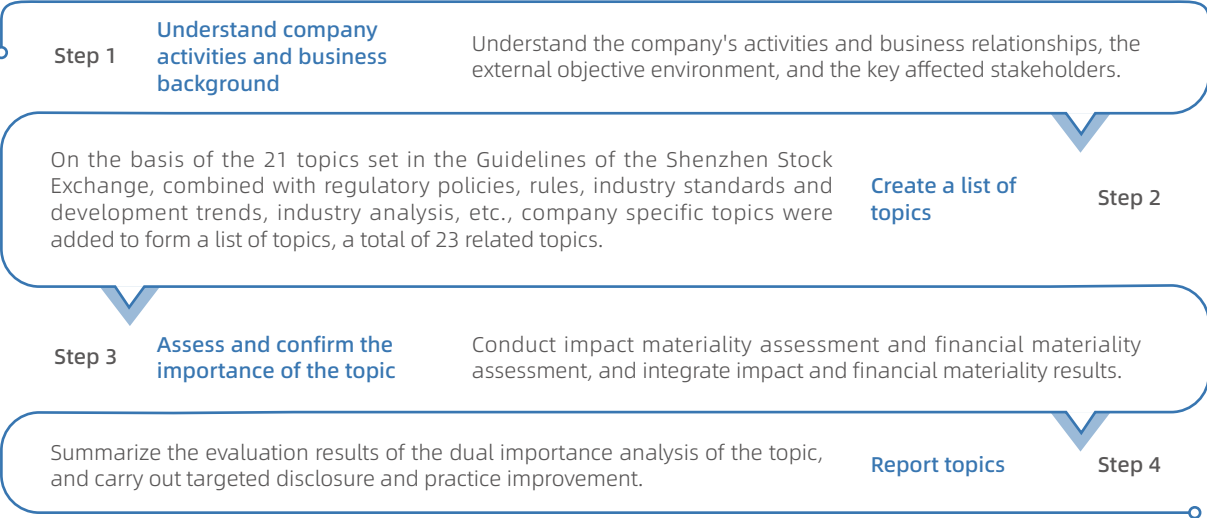 Step 1
Understand company
activities and business
background
Understand the company's activities and business relationships, the
external objective environment, and the key affected stakeholders.
On the basis of the 21 topics set in the Guidelines of the Shenzhen Stock
Exchange, combined with regulatory policies, rules, industry standards and
development trends, industry analysis, etc., company specific topics were
added to form a list of topics, a total of 23 related topics.
Create a list of
topics
Step 2
Step 3
Assess and confirm the
importance of the topic
Conduct impact materiality assessment and financial materiality
assessment, and integrate impact and financial materiality results.
Summarize the evaluation results of the dual importance analysis of the topic,
and carry out targeted disclosure and practice improvement.
Report topics
Step 4